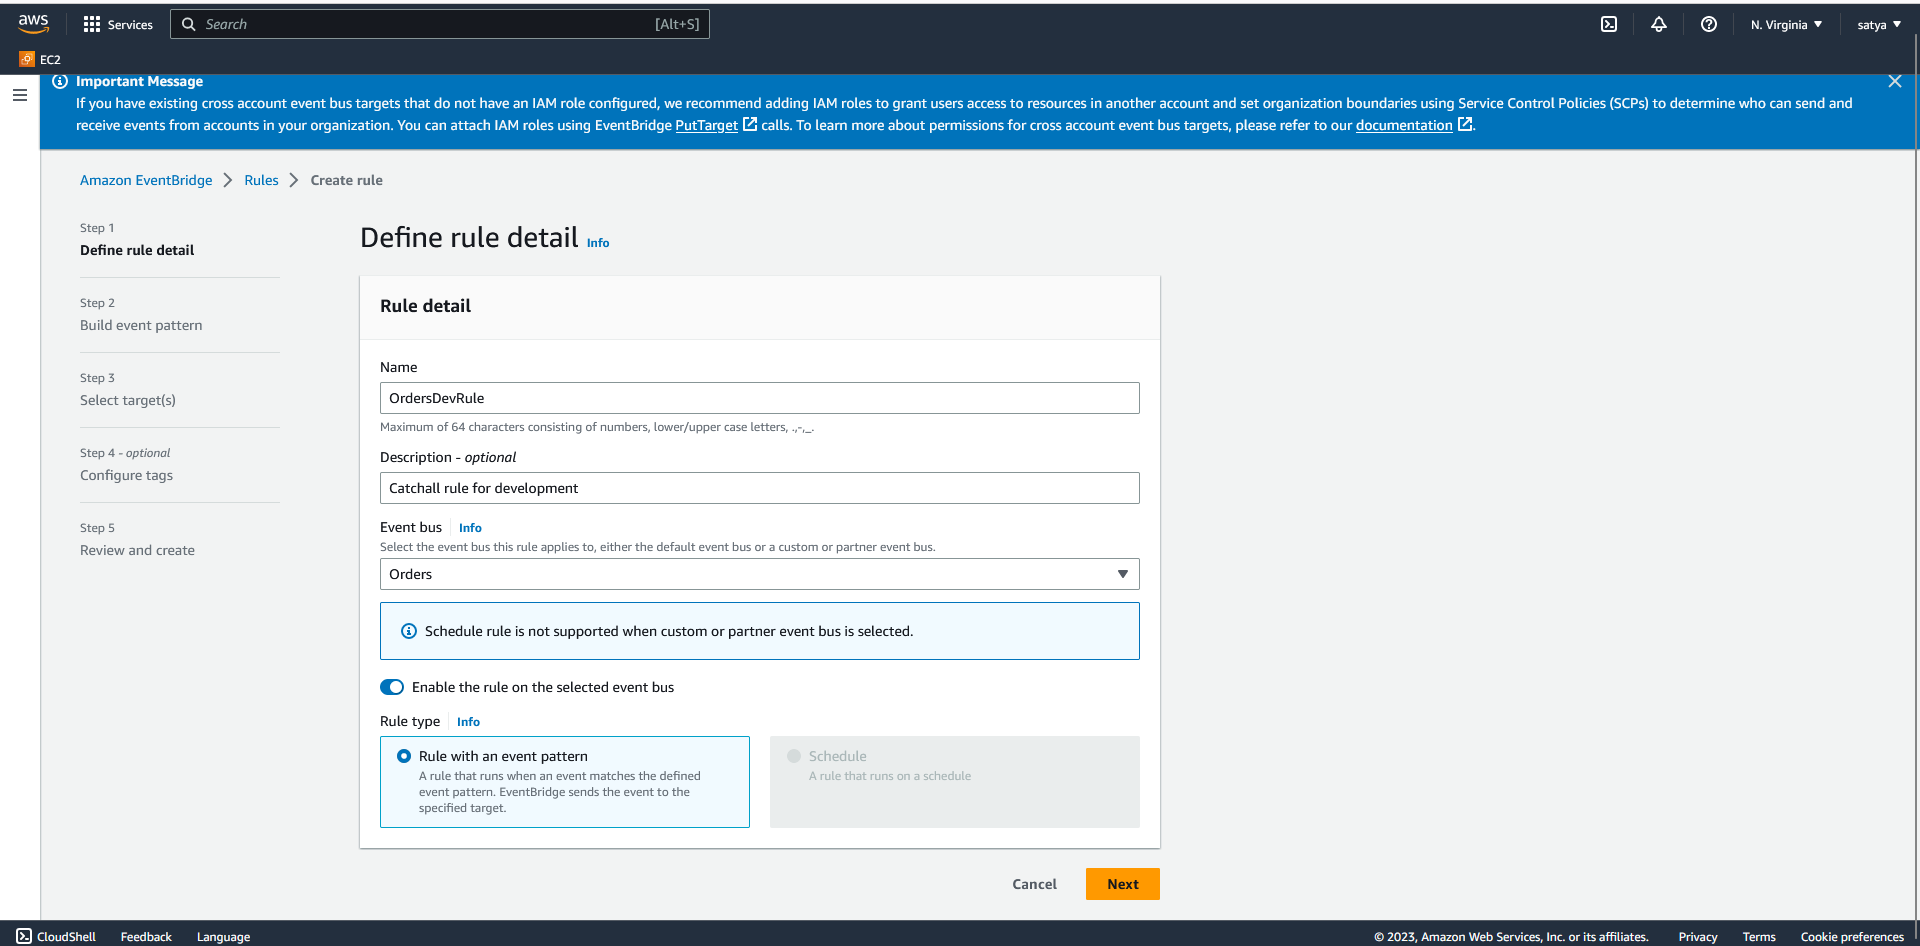 aws
Services
Search [Alt+S]
N. Virginia
satya
EC2
Important Message
If you have existing cross account event bus targets that do not have an IAM role configured, we recommend adding IAM roles to grant users access to resources in another account and set organization boundaries using Service Control Policies (SCPs) to determine who can send and
receive events from accounts in your organization. You can attach IAM roles using EventBridge PutTarget calls. To learn more about permissions for cross account event bus targets, please refer to our documentation.
Amazon EventBridge
Rules
Create rule
Step 1
Define rule detail
Step 2
Build event pattern
Step 3
Select target(s)
Step 4 - optional
Configure tags
Step 5
Review and create
Define rule detail Info
Rule detail
Name
OrdersDevRule
Maximum of 64 characters consisting of numbers, lower/upper case letters, .,-,_.
Description - optional
Catchall rule for development
Event bus Info
Select the event bus this rule applies to, either the default event bus or a custom or partner event bus.
Orders
Schedule rule is not supported when custom or partner event bus is selected.
Enable the rule on the selected event bus
Rule type Info
Rule with an event pattern
A rule that runs when an event matches the defined
event pattern. EventBridge sends the event to the
specified target.
Schedule
A rule that runs on a schedule
Cancel
Next
CloudShell
Feedback
Language
© 2023, Amazon Web Services, Inc. or its affiliates.
Privacy
Terms
Cookie preferences